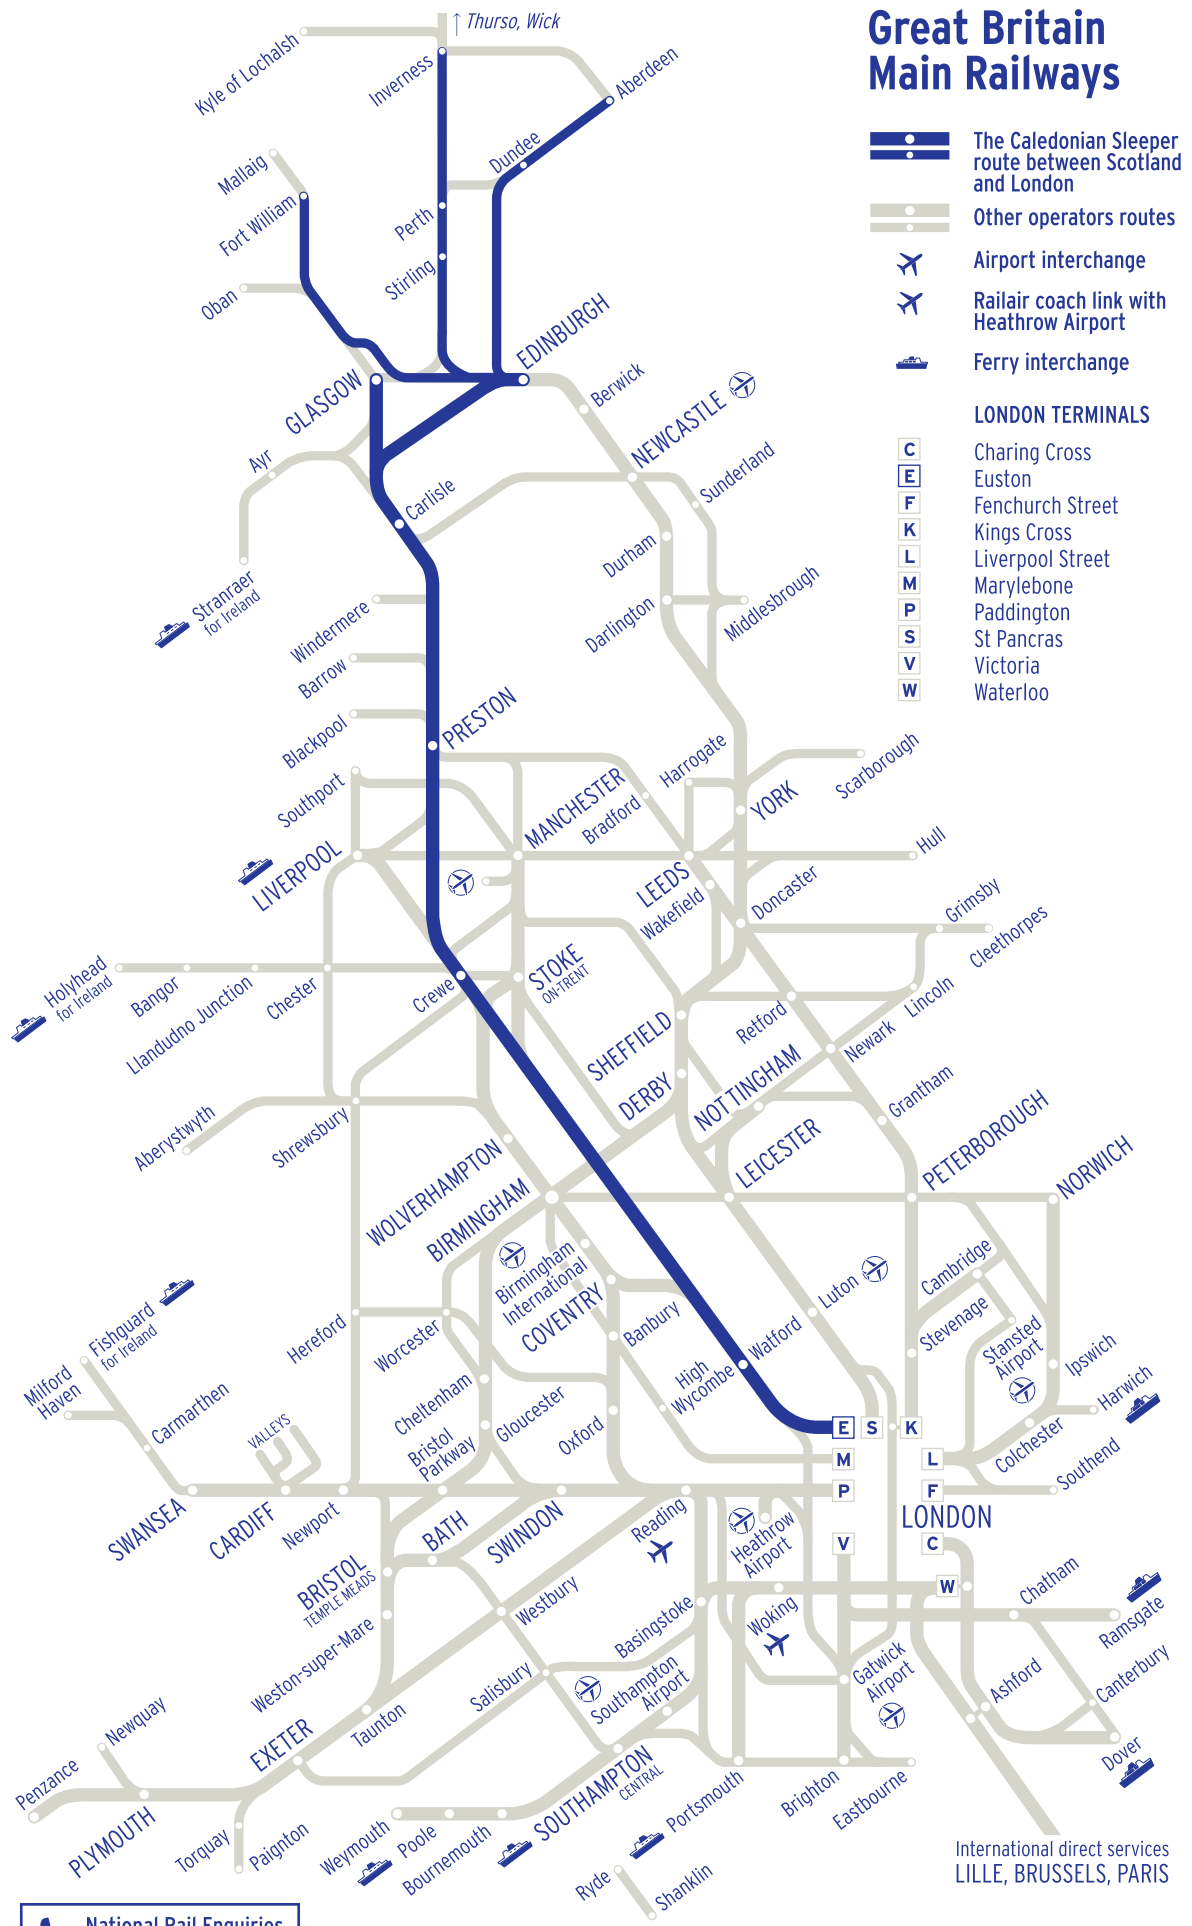 Great Britain
Main Railways
The Caledonian Sleeper
route between Scotland
and London
Other operators routes
Airport interchange
Railair coach link with
Heathrow Airport
Ferry interchange
LONDON TERMINALS
C Charing Cross
E Euston
F Fenchurch Street
K Kings Cross
L Liverpool Street
M Marylebone
P Paddington
S St Pancras
V Victoria
W Waterloo
↑ Thurso, Wick
Kyle of Lochalsh
Inverness
Aberdeen
Mallaig
Dundee
Fort William
Perth
Stirling
Oban
EDINBURGH
GLASGOW
Berwick
NEWCASTLE
Ayr
Sunderland
Carlisle
Durham
Stranraer
for Ireland
Windermere
Darlington
Middlesbrough
Barrow
PRESTON
Blackpool
Harrogate
Scarborough
Southport
MANCHESTER
Bradford
YORK
LIVERPOOL
LEEDS
Hull
Wakefield
Doncaster
Grimsby
Cleethorpes
Holyhead
for Ireland
Bangor
Llandudno Junction
Chester
Crewe
STOKE
ON-TRENT
SHEFFIELD
Retford
Lincoln
Newark
DERBY
NOTTINGHAM
Grantham
Aberystwyth
Shrewsbury
WOLVERHAMPTON
LEICESTER
PETERBOROUGH
NORWICH
BIRMINGHAM
Birmingham
International
COVENTRY
Luton
Cambridge
Stevenage
Stansted
Airport
Ipswich
Harwich
Fishguard
for Ireland
Milford
Haven
Carmarthen
Hereford
Worcester
Banbury
Watford
High
Wycombe
Cheltenham
Gloucester
Oxford
VALLEYS
Bristol
Parkway
Colchester
Southend
E
S
K
M
L
P
F
LONDON
V
C
W
SWANSEA
CARDIFF
Newport
BATH
SWINDON
Reading
Heathrow
Airport
BRISTOL
TEMPLE MEADS
Westbury
Basingstoke
Woking
Chatham
Ramsgate
Weston-super-Mare
Salisbury
Southampton
Airport
Gatwick
Airport
Ashford
Canterbury
Newquay
EXETER
Taunton
Dover
Penzance
PLYMOUTH
Torquay
Paignton
Weymouth
Poole
Bournemouth
SOUTHAMPTON
CENTRAL
Portsmouth
Brighton
Eastbourne
Ryde
Shanklin
International direct services
LILLE, BRUSSELS, PARIS
National Rail Enquiries